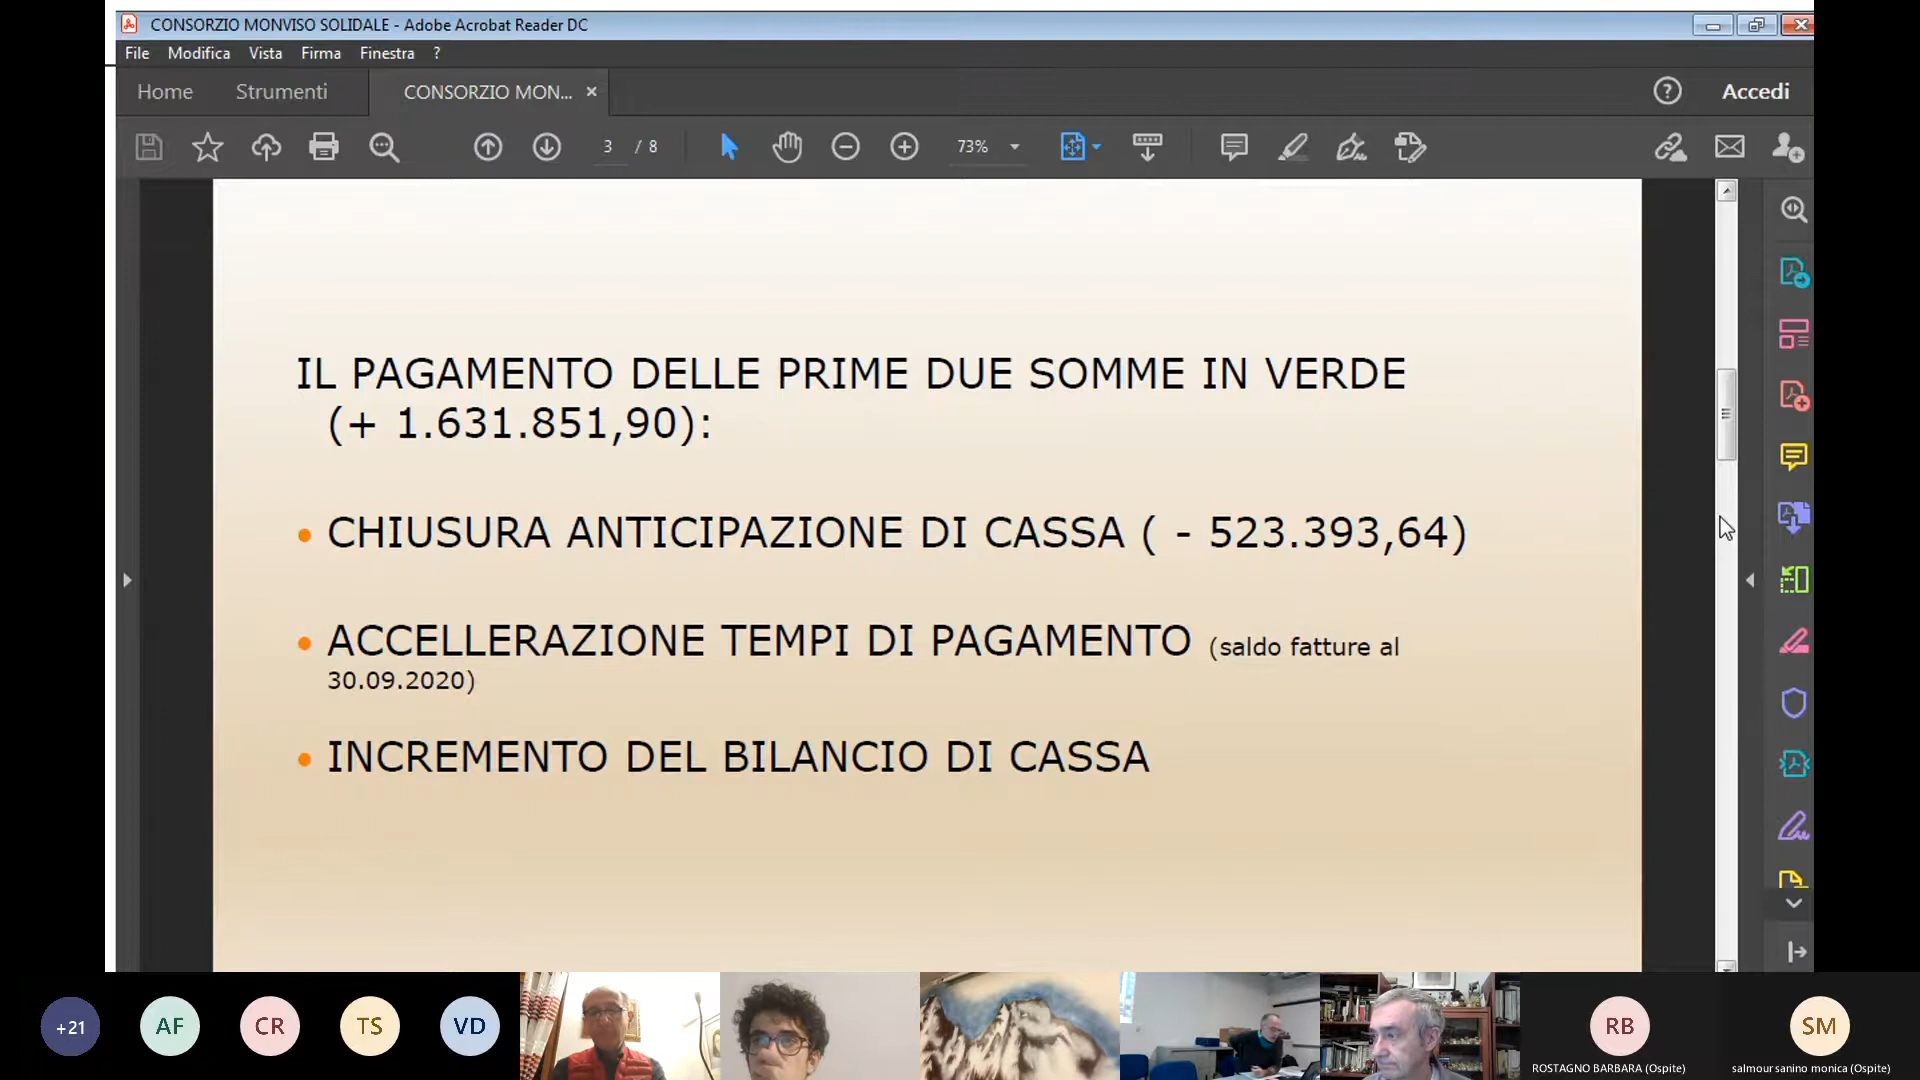 CONSORZIO MONVISO SOLIDALE - Adobe Acrobat Reader DC
File Modifica Vista Firma Finestra ?
Home Strumenti CONSORZIO MON... × ? Accedi
3 / 8 73%
IL PAGAMENTO DELLE PRIME DUE SOMME IN VERDE
(+ 1.631.851,90):
• CHIUSURA ANTICIPAZIONE DI CASSA ( - 523.393,64)
• ACCELLERAZIONE TEMPI DI PAGAMENTO (saldo fatture al
30.09.2020)
• INCREMENTO DEL BILANCIO DI CASSA
+21 AF CR TS VD RB SM
ROSTAGNO BARBARA (Ospite) salmour sanino monica (Ospite)